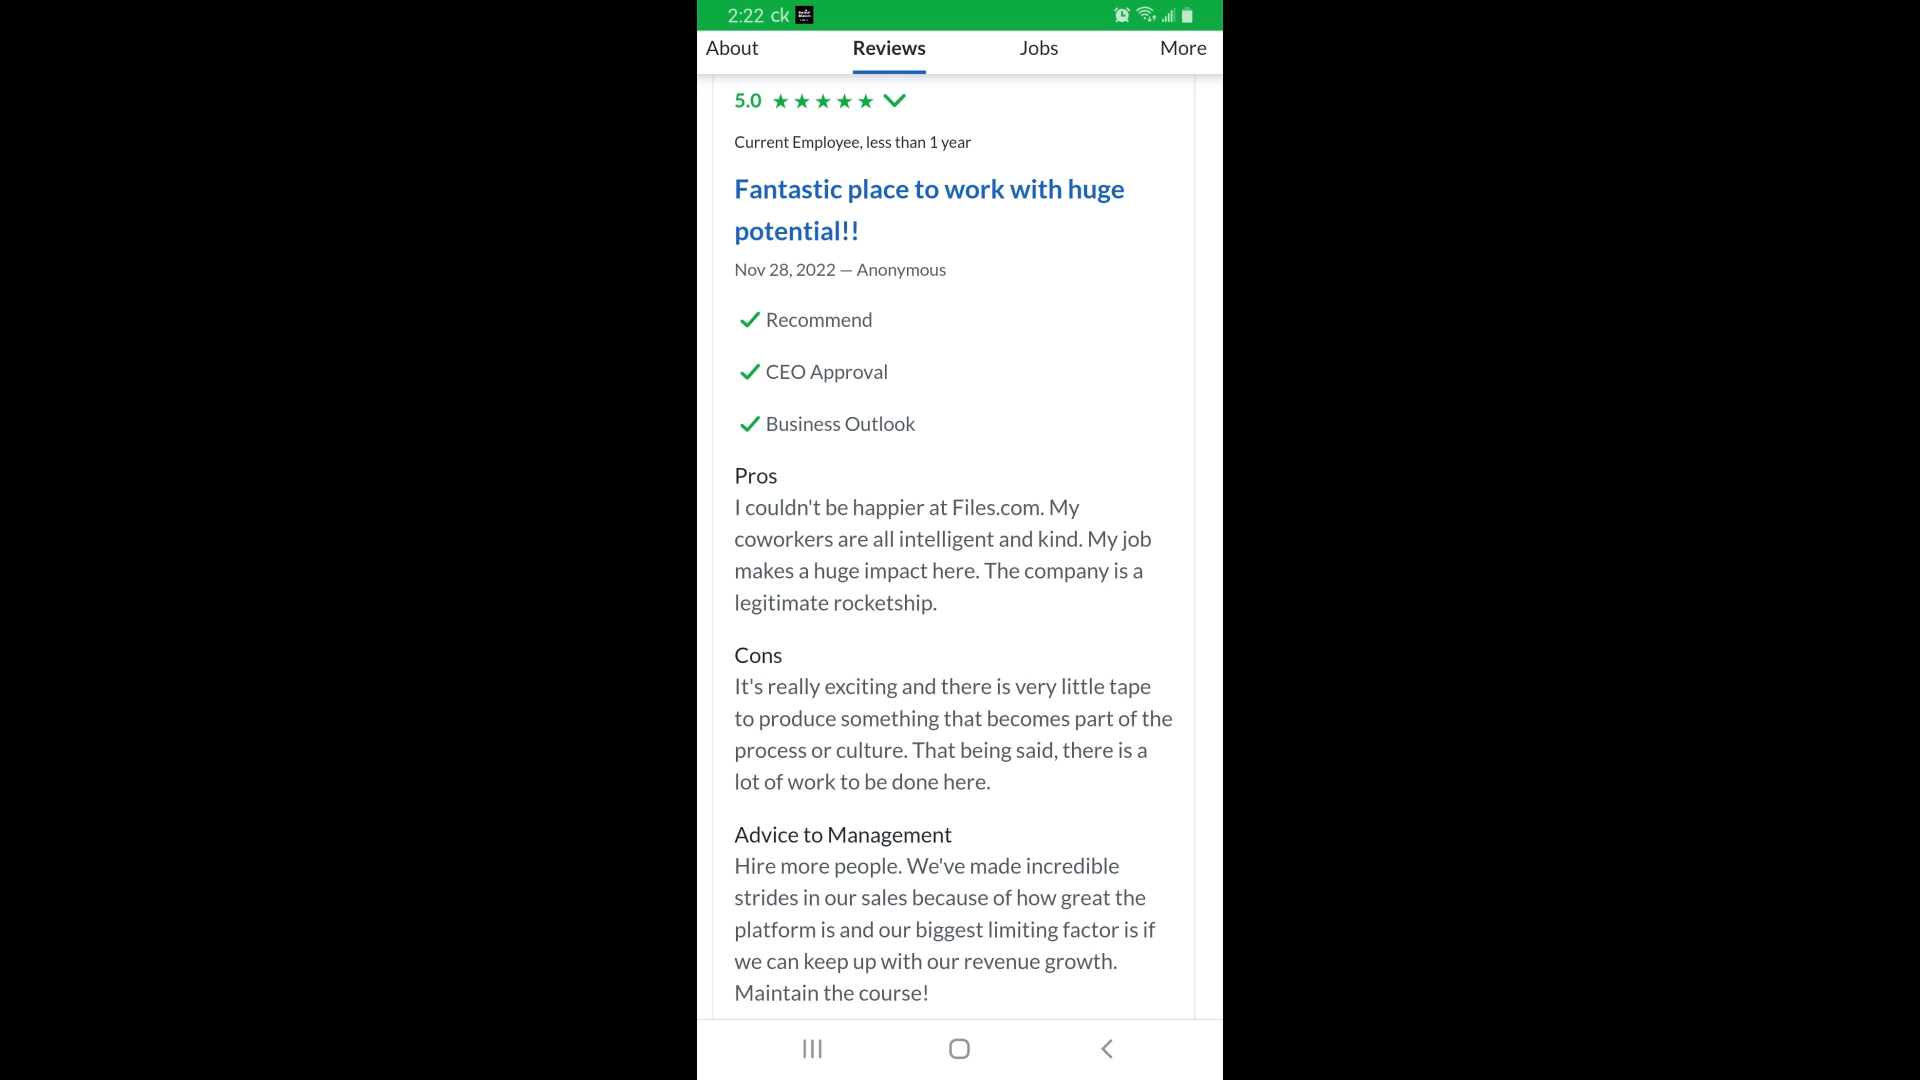 2:22 ck
About Reviews Jobs More
5.0
Current Employee, less than 1 year
Fantastic place to work with huge
potential!!
Nov 28, 2022 — Anonymous
Recommend
CEO Approval
Business Outlook
Pros
I couldn't be happier at Files.com. My
coworkers are all intelligent and kind. My job
makes a huge impact here. The company is a
legitimate rocketship.
Cons
It's really exciting and there is very little tape
to produce something that becomes part of the
process or culture. That being said, there is a
lot of work to be done here.
Advice to Management
Hire more people. We've made incredible
strides in our sales because of how great the
platform is and our biggest limiting factor is if
we can keep up with our revenue growth.
Maintain the course!